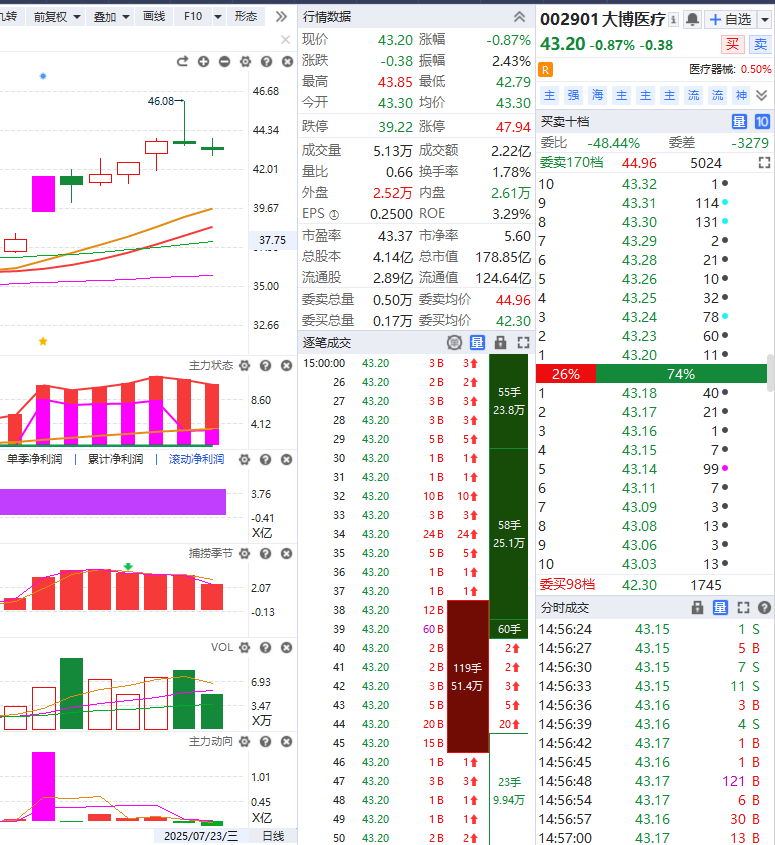 九转 前复权 叠加 画线 F10 形态
46.08
46.68
44.34
42.01
39.67
37.75
35.00
32.66
主力状态
8.60
4.12
单季净利润 | 累计净利润 | 滚动净利润
3.76
-0.41
X亿
捕捞季节
2.07
-0.13
VOL
6.93
3.47
X万
主力动向
1.01
0.45
X亿
2025/07/23/三 日线
行情数据
现价 43.20 涨幅 -0.87%
涨跌 -0.38 振幅 2.43%
最高 43.85 最低 42.79
今开 43.30 均价 43.30
跌停 39.22 涨停 47.94
成交量 5.13万 成交额 2.22亿
量比 0.66 换手率 1.78%
外盘 2.52万 内盘 2.61万
EPS ① 0.2500 ROE 3.29%
市盈率 43.37 市净率 5.60
总股本 4.14亿 总市值 178.85亿
流通股 2.89亿 流通值 124.64亿
委卖总量 0.50万 委卖均价 44.96
委买总量 0.17万 委买均价 42.30
逐笔成交 星
15:00:00 43.20 3 B 3
26 43.20 2 B 2
27 43.20 3 B 3
28 43.20 3 B 3
29 43.20 5 B 5
30 43.20 1 B 1
31 43.20 1 B 1
32 43.20 10 B 10
33 43.20 3 B 3
34 43.20 24 B 24
35 43.20 5 B 5
36 43.20 1 B 1
37 43.20 1 B 1
38 43.20 12 B
39 43.20 60 B
40 43.20 2 B 2
41 43.20 2 B 2
42 43.20 3 B 3
43 43.20 5 B 5
44 43.20 20 B 20
45 43.20 15 B
46 43.20 1 B 1
47 43.20 3 B 3
48 43.20 1 B 1
49 43.20 1 B 1
50 43.20 2 B 2
55手
23.8万
58手
25.1万
60手
119手
51.4万
23手
9.94万
002901 大博医疗 自选
43.20 -0.87% -0.38 买 卖
R 医疗器械: 0.50%
主 强 海 主 主 主 流 流 神
买卖十档 星 10
委比 -48.44% 委差 -3279
委卖170档 44.96 5024
10 43.32 1
9 43.31 114
8 43.30 131
7 43.29 2
6 43.28 21
5 43.26 10
4 43.25 32
3 43.24 78
2 43.23 60
1 43.20 11
26% 74%
1 43.18 40
2 43.17 21
3 43.16 1
4 43.15 7
5 43.14 99
6 43.11 7
7 43.09 3
8 43.08 13
9 43.06 3
10 43.03 13
委买98档 42.30 1745
分时成交 星
14:56:24 43.15 1 S
14:56:27 43.15 5 B
14:56:30 43.15 7 S
14:56:33 43.15 11 S
14:56:36 43.16 3 B
14:56:39 43.16 4 S
14:56:42 43.17 1 B
14:56:45 43.16 1 B
14:56:48 43.17 121 B
14:56:54 43.17 6 B
14:56:57 43.16 30 B
14:57:00 43.17 13 B